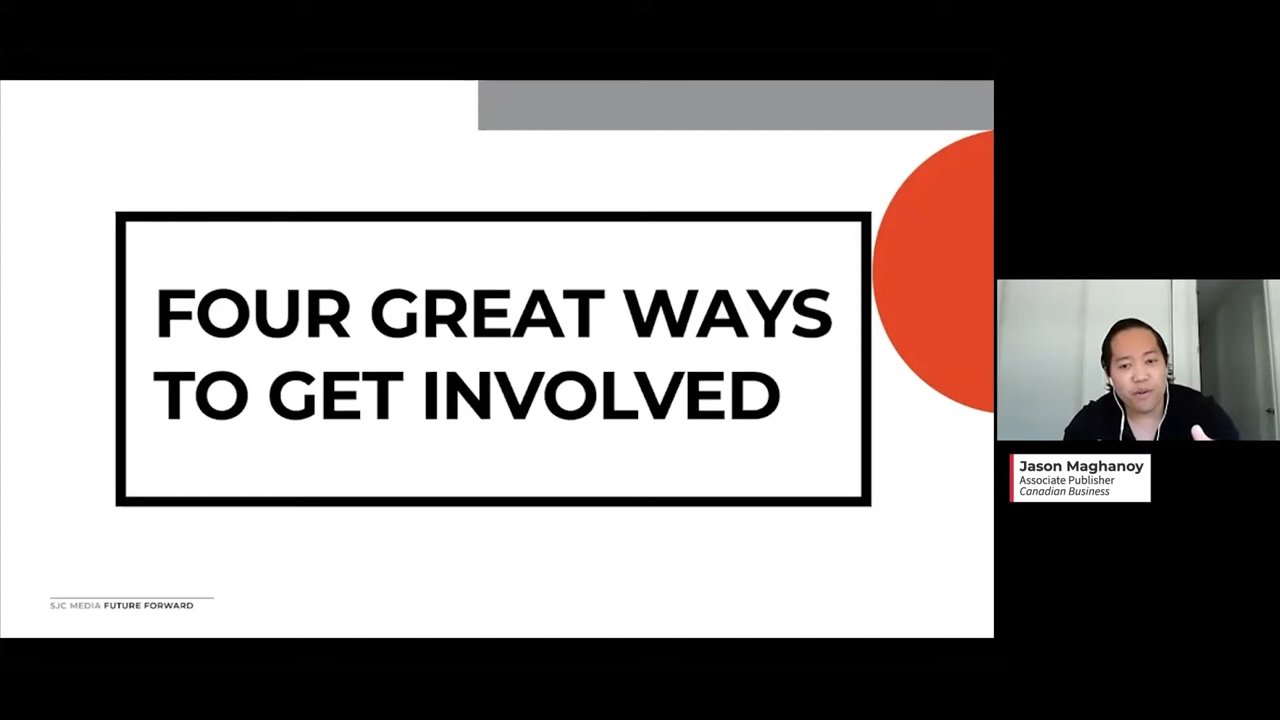 FOUR GREAT WAYS
TO GET INVOLVED
SJC MEDIA FUTURE FORWARD
Jason Maghanoy
Associate Publisher
Canadian Business